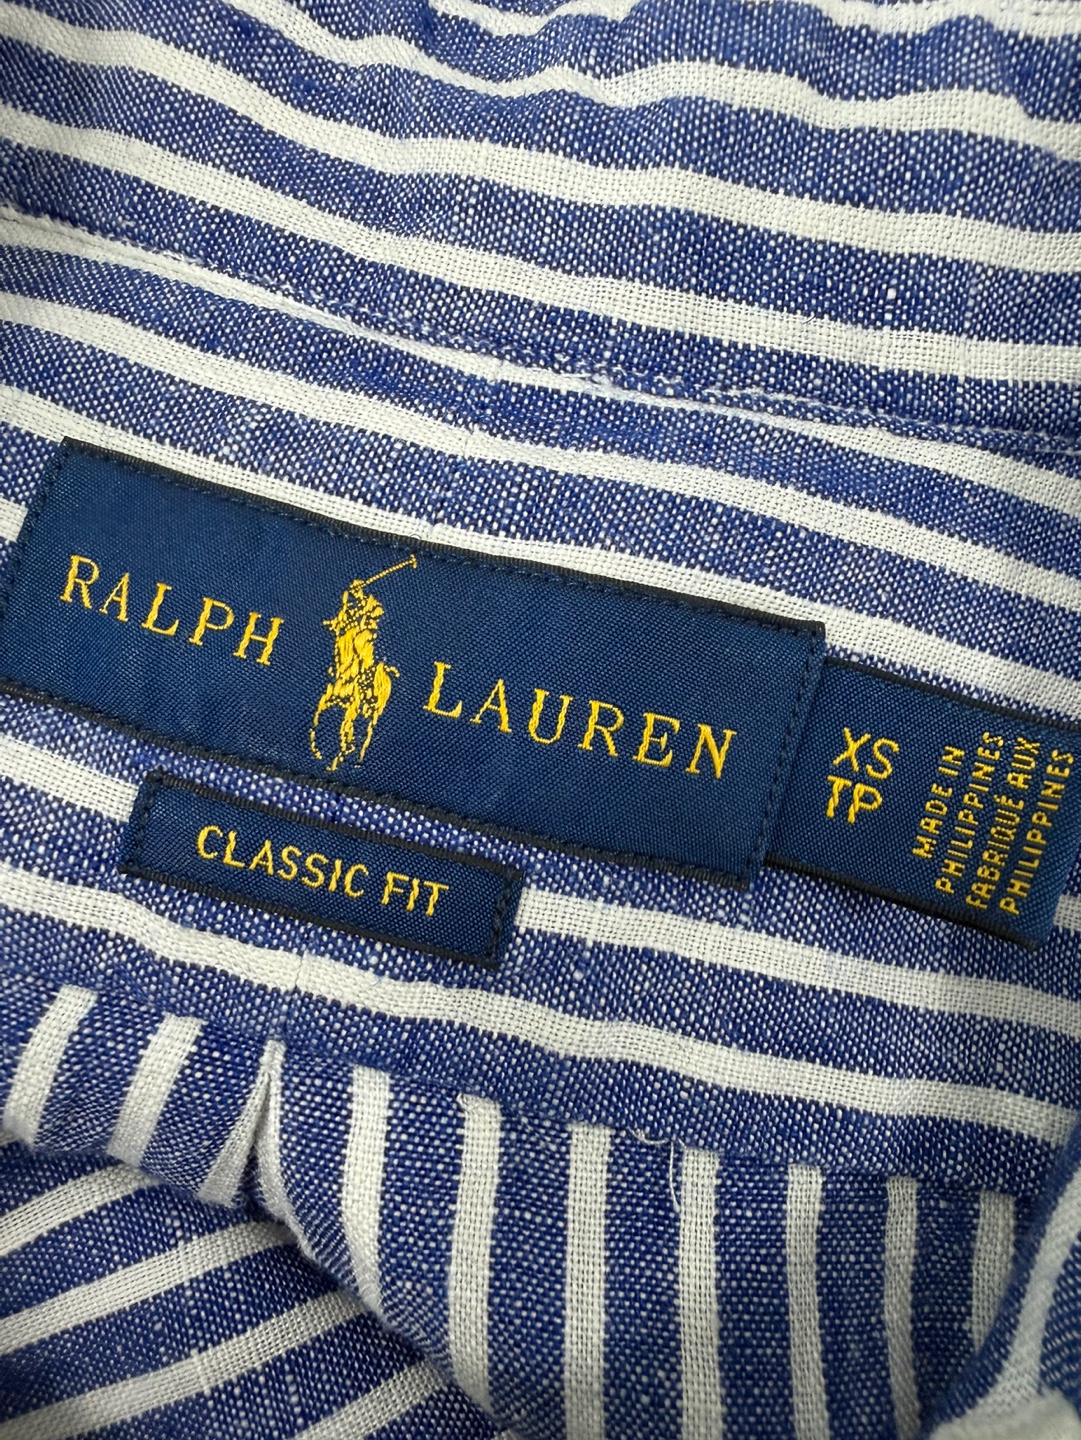 RALPH LAUREN
CLASSIC FIT
XS
TP
MADE IN
PHILIPPINES
FABRIQUÉ AUX
PHILIPPINES